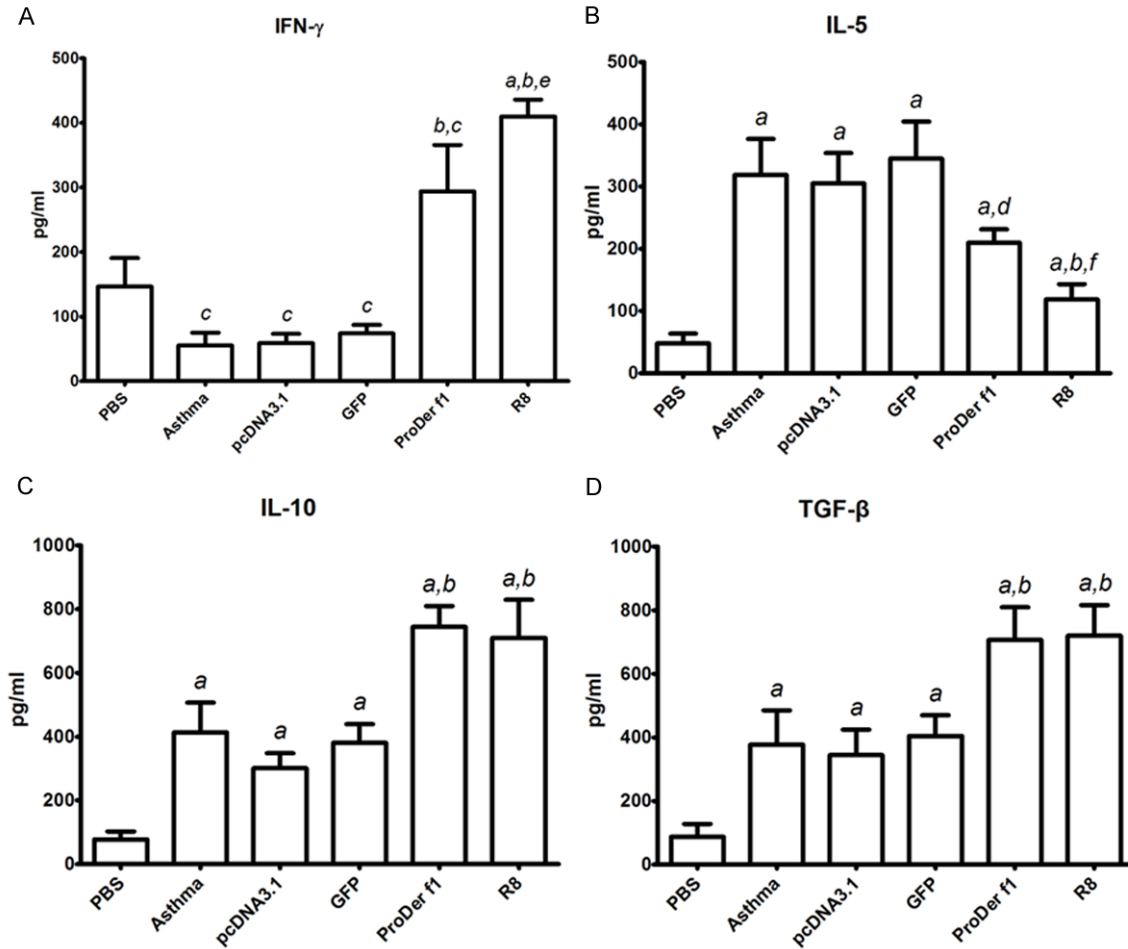 A
IFN-γ
500
400
300
200
100
0
pg/ml
c
c
c
b,c
a,b,e
PBS
Asthma
pcDNA3.1
GFP
ProDer f1
R8
B
IL-5
500
400
300
200
100
0
pg/ml
a
a
a
a,d
a,b,f
PBS
Asthma
pcDNA3.1
GFP
ProDer f1
R8
C
IL-10
1000
800
600
400
200
0
pg/ml
a
a
a
a,b
a,b
PBS
Asthma
pcDNA3.1
GFP
ProDer f1
R8
D
TGF-β
1000
800
600
400
200
0
pg/ml
a
a
a
a,b
a,b
PBS
Asthma
pcDNA3.1
GFP
ProDer f1
R8